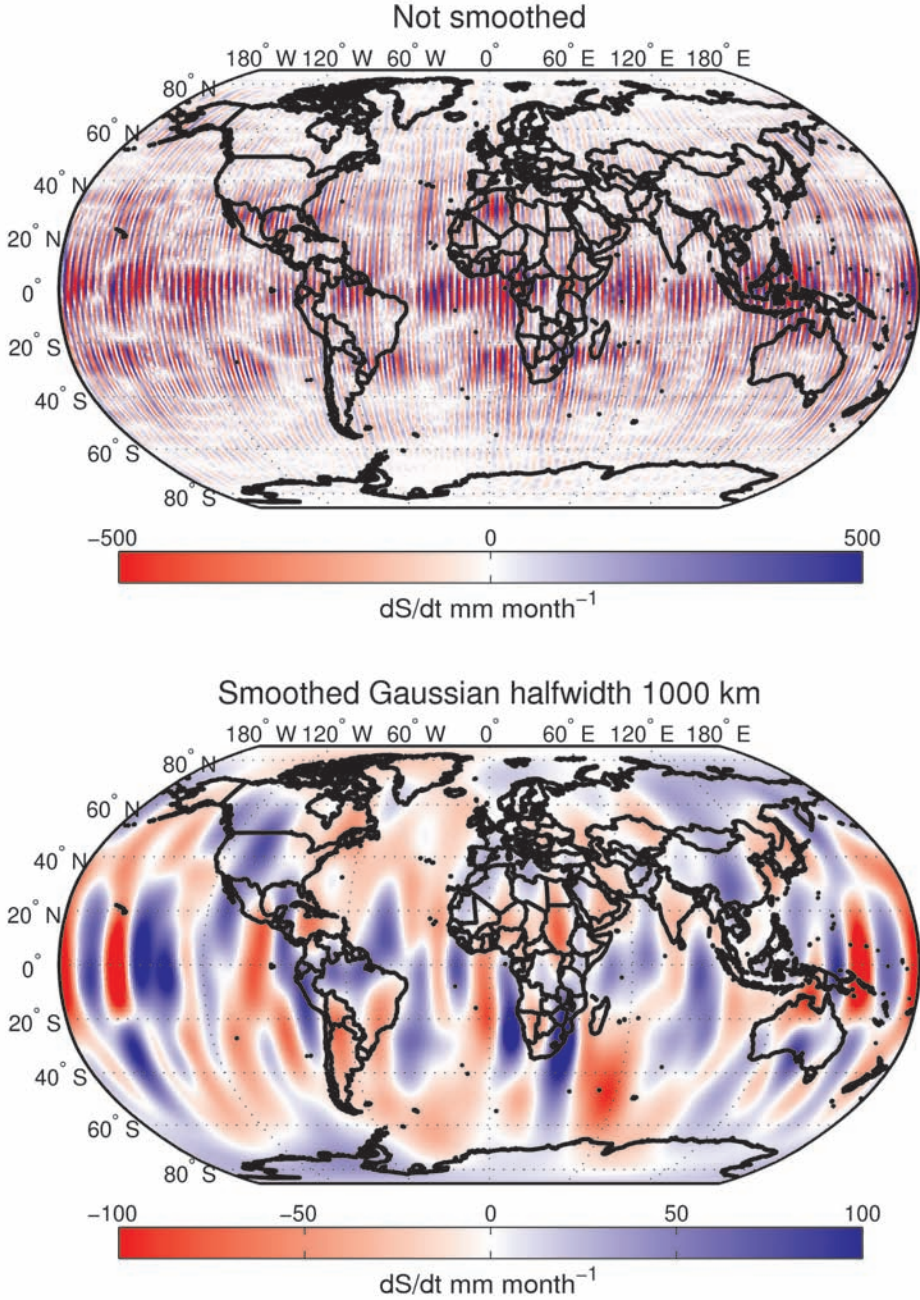 Not smoothed
180° W 120° W 60° W 0° 60° E 120° E 180° E
80° N
60° N
40° N
20° N
0°
20° S
40° S
60° S
80° S
−500 0 500
dS/dt mm month⁻¹
Smoothed Gaussian halfwidth 1000 km
180° W 120° W 60° W 0° 60° E 120° E 180° E
80° N
60° N
40° N
20° N
0°
20° S
40° S
60° S
80° S
−100 −50 0 50 100
dS/dt mm month⁻¹